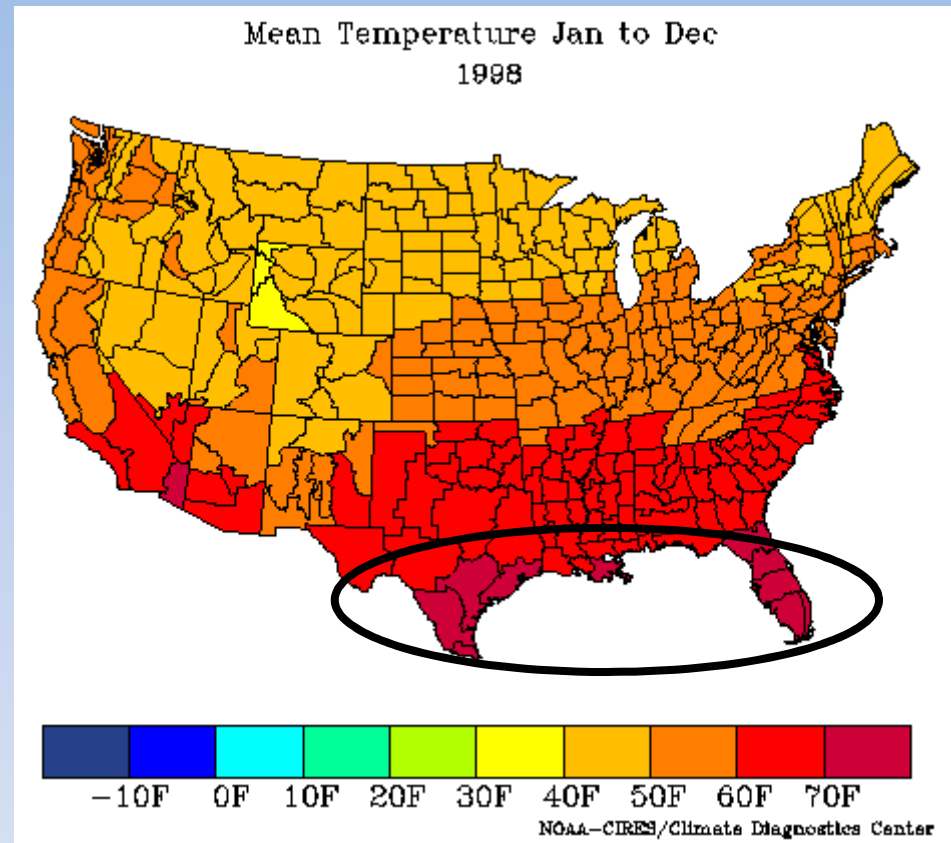 Mean Temperature Jan to Dec
1998
-10F 0F 10F 20F 30F 40F 50F 60F 70F
NOAA-CIRES/Climate Diagnostics Center